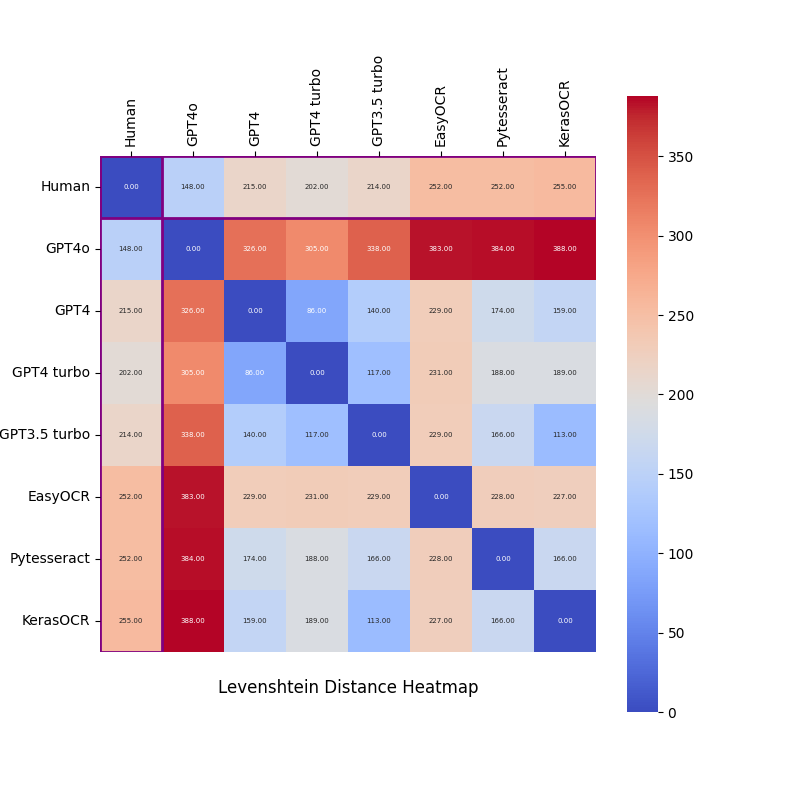 Human GPT4o GPT4 GPT4 turbo GPT3.5 turbo EasyOCR Pytesseract KerasOCR
Human 0.00 148.00 215.00 202.00 214.00 252.00 252.00 255.00
GPT4o 148.00 0.00 326.00 305.00 338.00 383.00 384.00 388.00
GPT4 215.00 326.00 0.00 86.00 140.00 229.00 174.00 159.00
GPT4 turbo 202.00 305.00 86.00 0.00 117.00 231.00 188.00 189.00
GPT3.5 turbo 214.00 338.00 140.00 117.00 0.00 229.00 166.00 113.00
EasyOCR 252.00 383.00 229.00 231.00 229.00 0.00 228.00 227.00
Pytesseract 252.00 384.00 174.00 188.00 166.00 228.00 0.00 166.00
KerasOCR 255.00 388.00 159.00 189.00 113.00 227.00 166.00 0.00
Levenshtein Distance Heatmap
350
300
250
200
150
100
50
0